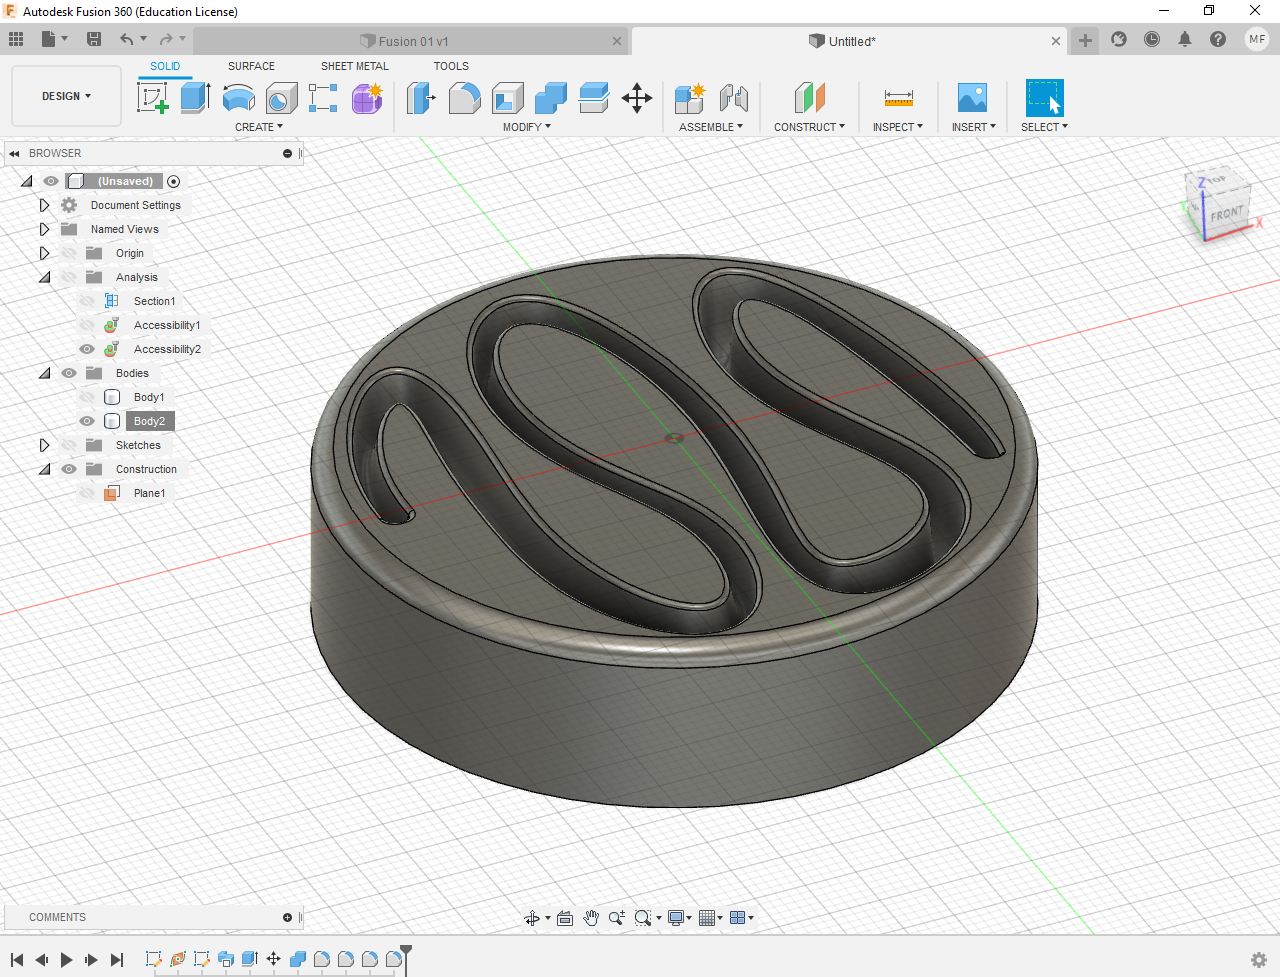 Autodesk Fusion 360 (Education License)
Fusion 01 v1
Untitled*
MF
DESIGN
SOLID
SURFACE
SHEET METAL
TOOLS
CREATE
MODIFY
ASSEMBLE
CONSTRUCT
INSPECT
INSERT
SELECT
BROWSER
(Unsaved)
Document Settings
Named Views
Origin
Analysis
Section1
Accessibility1
Accessibility2
Bodies
Body1
Body2
Sketches
Construction
Plane1
Z
TOP
FRONT
X
COMMENTS